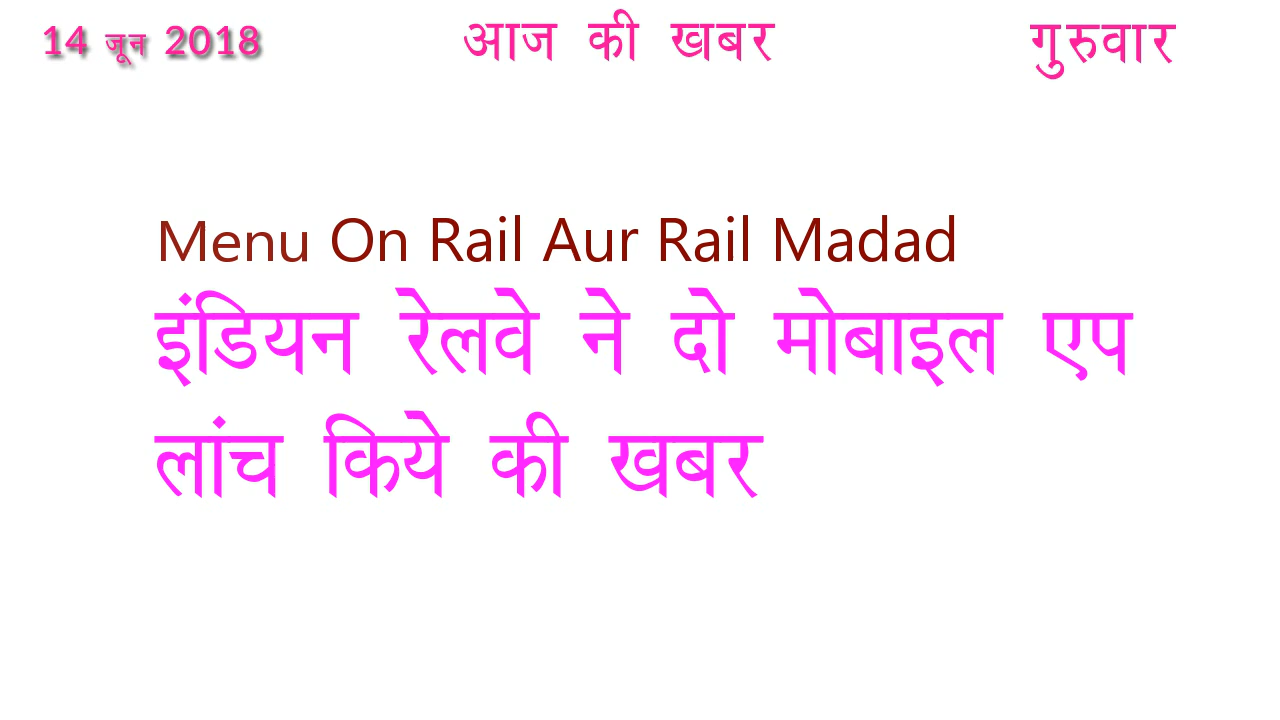 14 जून 2018 आज की खबर गुरुवार
Menu On Rail Aur Rail Madad
इंडियन रेलवे ने दो मोबाइल एप
लांच किये की खबर